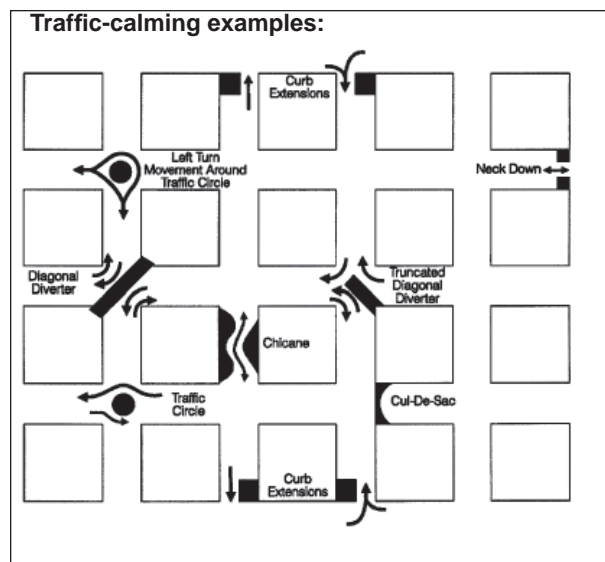 Traffic-calming examples:
Curb
Extensions
Left Turn
Movement Around
Traffic Circle
Neck Down
Diagonal
Diverter
Truncated
Diagonal
Diverter
Chicane
Traffic
Circle
Cul-De-Sac
Curb
Extensions